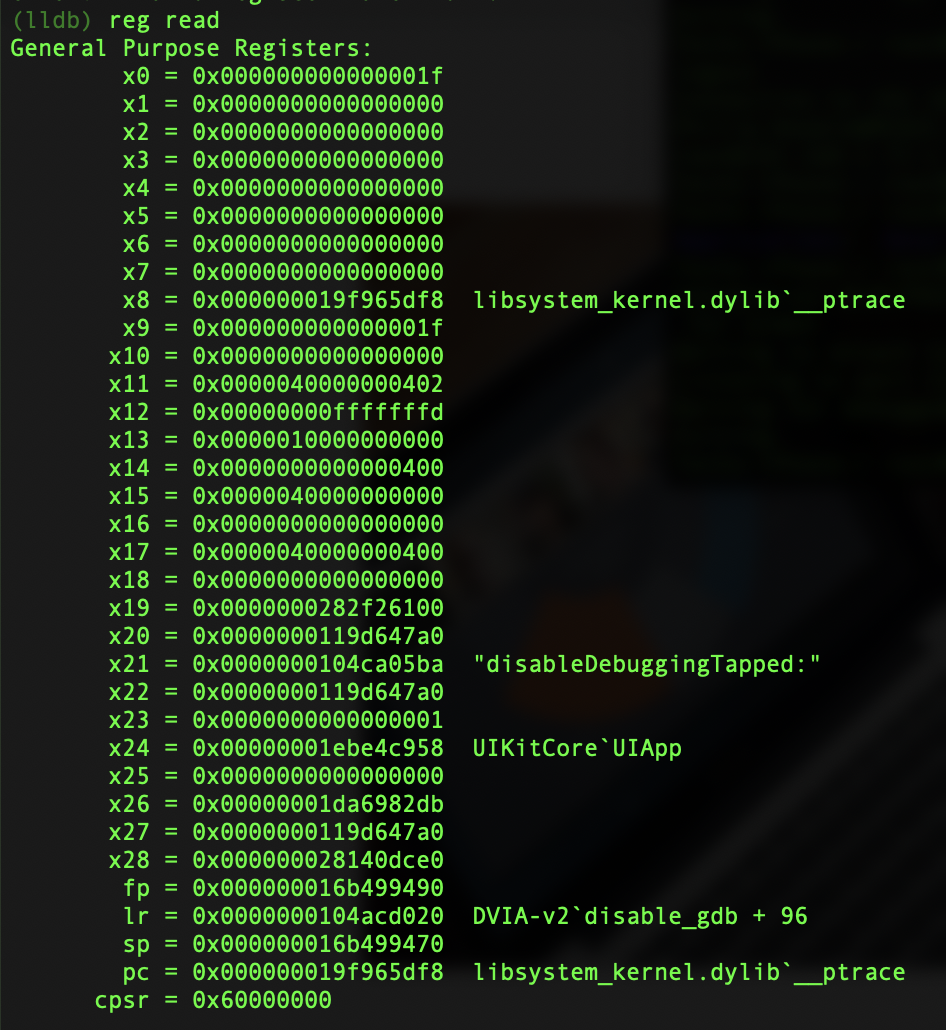 (lldb) reg read
General Purpose Registers:
x0 = 0x000000000000001f
x1 = 0x0000000000000000
x2 = 0x0000000000000000
x3 = 0x0000000000000000
x4 = 0x0000000000000000
x5 = 0x0000000000000000
x6 = 0x0000000000000000
x7 = 0x0000000000000000
x8 = 0x000000019f965df8 libsystem_kernel.dylib`__ptrace
x9 = 0x000000000000001f
x10 = 0x0000000000000000
x11 = 0x0000040000000402
x12 = 0x00000000fffffffd
x13 = 0x0000010000000000
x14 = 0x0000000000000400
x15 = 0x0000040000000000
x16 = 0x0000000000000000
x17 = 0x0000040000000400
x18 = 0x0000000000000000
x19 = 0x0000000282f26100
x20 = 0x0000000119d647a0
x21 = 0x0000000104ca05ba "disableDebuggingTapped:"
x22 = 0x0000000119d647a0
x23 = 0x0000000000000001
x24 = 0x00000001ebe4c958 UIKitCore`UIApp
x25 = 0x0000000000000000
x26 = 0x00000001da6982db
x27 = 0x0000000119d647a0
x28 = 0x000000028140dce0
fp = 0x000000016b499490
lr = 0x0000000104acd020 DVIA-v2`disable_gdb + 96
sp = 0x000000016b499470
pc = 0x000000019f965df8 libsystem_kernel.dylib`__ptrace
cpsr = 0x60000000